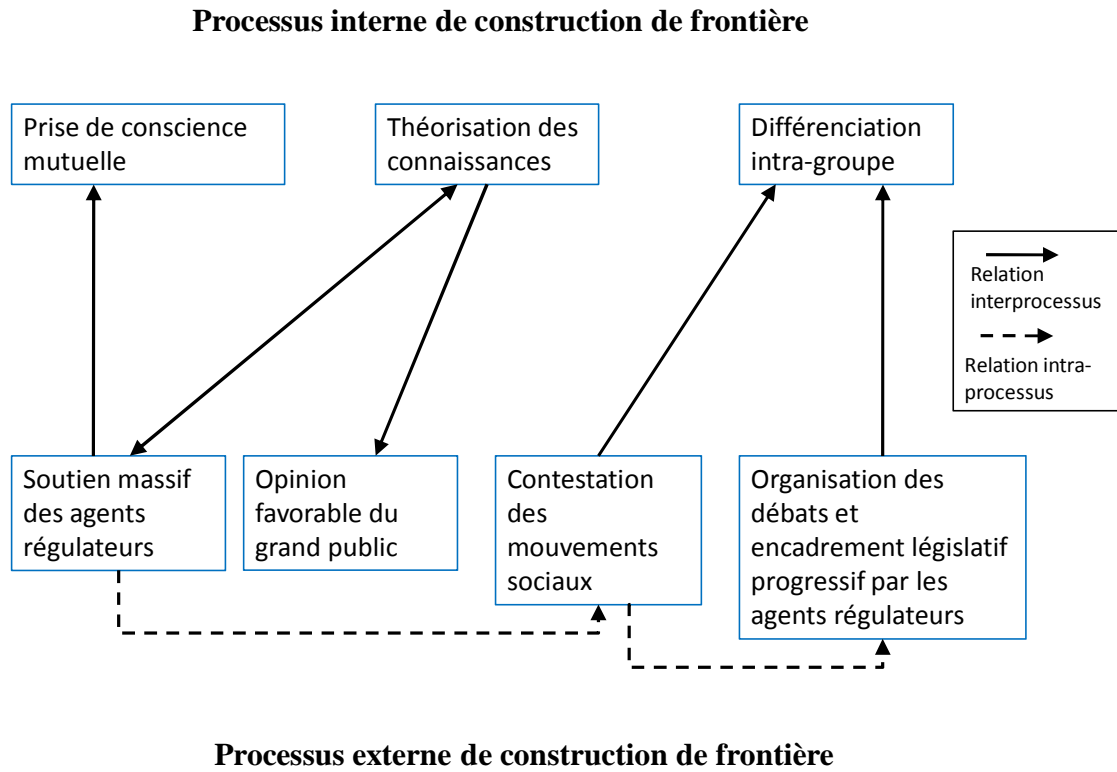 Processus interne de construction de frontière
Prise de conscience
mutuelle
Théorisation des
connaissances
Différenciation
intra-groupe
Relation
interprocessus
Relation intra-
processus
Soutien massif
des agents
régulateurs
Opinion
favorable du
grand public
Contestation
des
mouvements
sociaux
Organisation des
débats et
encadrement législatif
progressif par les
agents régulateurs
Processus externe de construction de frontière